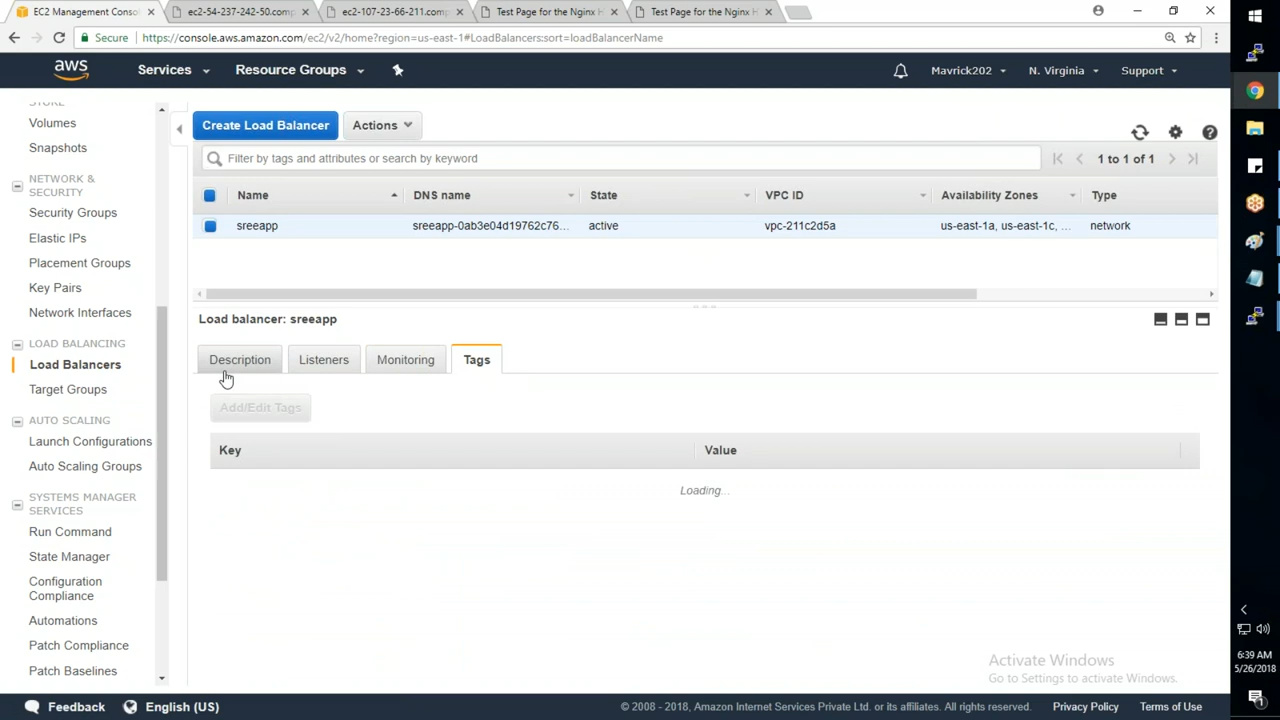 EC2 Management Conso
ec2-54-237-242-50.comp
ec2-107-23-66-211.comp
Test Page for the Nginx H
Test Page for the Nginx H
Secure
https://console.aws.amazon.com/ec2/v2/home?region=us-east-1#LoadBalancers:sort=loadBalancerName
aws
Services
Resource Groups
Mavrick202
N. Virginia
Support
STORE
Volumes
Snapshots
NETWORK &
SECURITY
Security Groups
Elastic IPs
Placement Groups
Key Pairs
Network Interfaces
LOAD BALANCING
Load Balancers
Target Groups
AUTO SCALING
Launch Configurations
Auto Scaling Groups
SYSTEMS MANAGER
SERVICES
Run Command
State Manager
Configuration
Compliance
Automations
Patch Compliance
Patch Baselines
Create Load Balancer
Actions
Filter by tags and attributes or search by keyword
1 to 1 of 1
Name
DNS name
State
VPC ID
Availability Zones
Type
sreeapp
sreeapp-0ab3e04d19762c76...
active
vpc-211c2d5a
us-east-1a, us-east-1c, ...
network
Load balancer: sreeapp
Description
Listeners
Monitoring
Tags
Add/Edit Tags
Key
Value
Loading...
Activate Windows
Go to Settings to activate Windows.
Feedback
English (US)
© 2008 - 2018, Amazon Internet Services Private Ltd. or its affiliates. All rights reserved.
Privacy Policy
Terms of Use
6:39 AM
5/26/2018
1